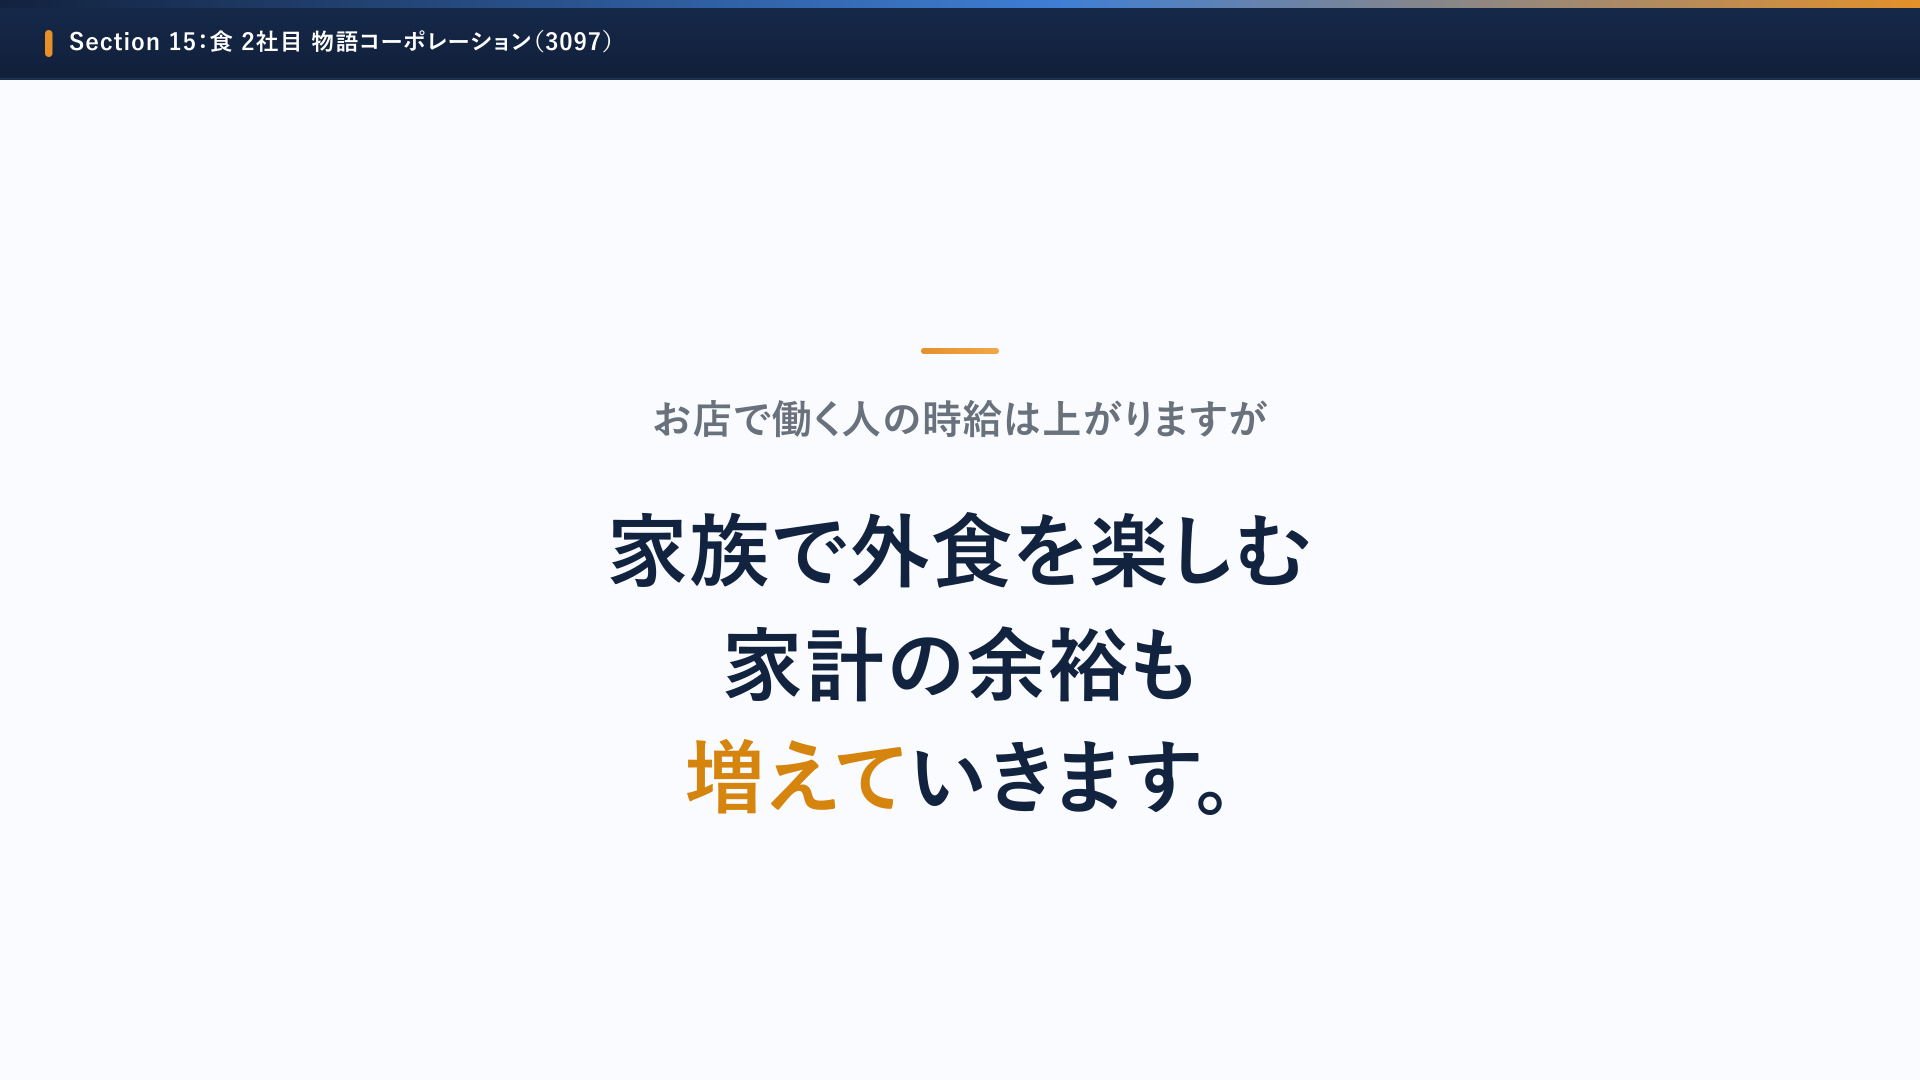 Section 15：食 2社目 物語コーポレーション（3097）
お店で働く人の時給は上がりますが
家族で外食を楽しむ
家計の余裕も
増えていきます。